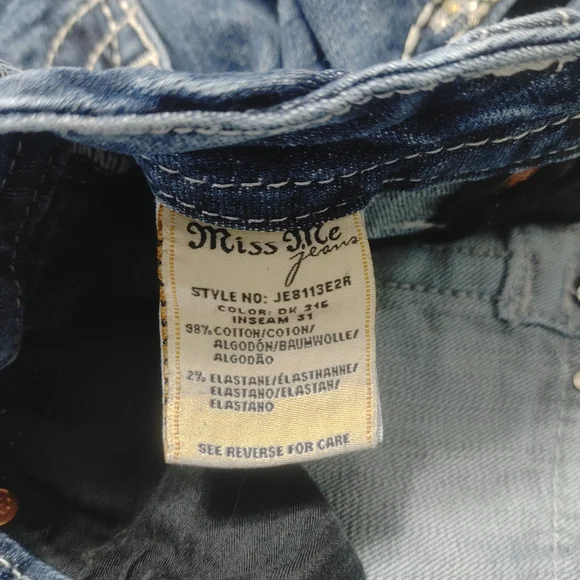 Miss Me
jeans
STYLE NO: JE8113E2R
COLOR: DK 316
INSEAM 31
98% COTTON/COTON/
ALGODÓN/BAUMWOLLE/
ALGODÃO
2% ELASTANE/ÉLASTHANNE/
ELASTANO/ELASTAN/
ELASTANO
SEE REVERSE FOR CARE